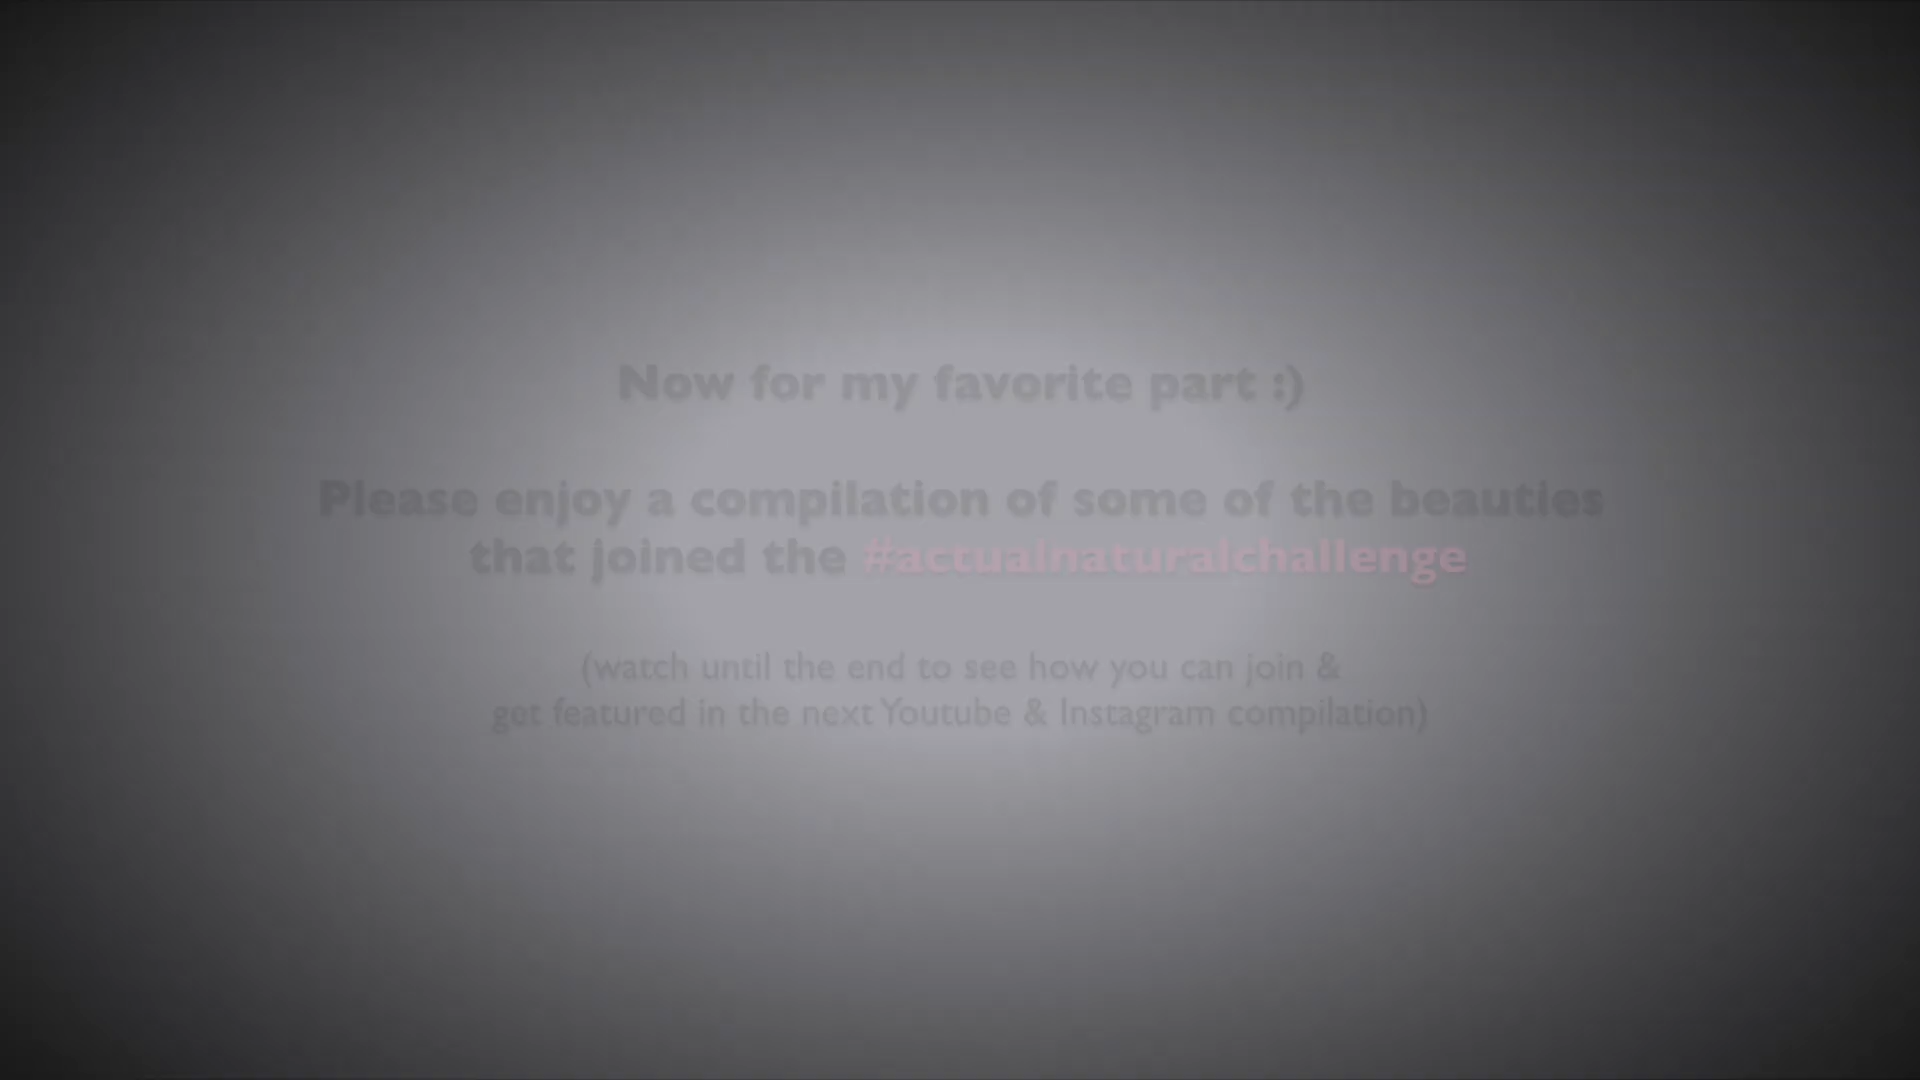 Now for my favorite part :)
Please enjoy a compilation of some of the beauties
that joined the #actualnaturalchallenge
(watch until the end to see how you can join &
get featured in the next Youtube & Instagram compilation)